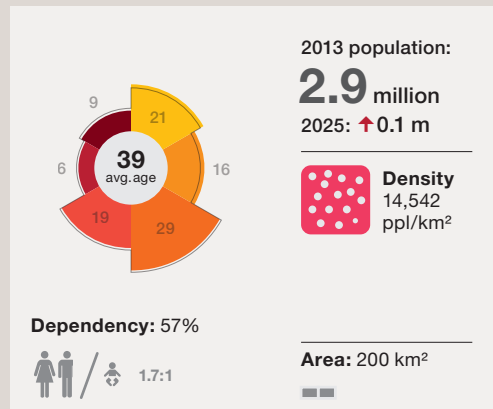 2013 population:
2.9 million
2025: ↑0.1 m
9
21
6
39
avg.age
16
19
29
Density
14,542
ppl/km²
Dependency: 57%
1.7:1
Area: 200 km²